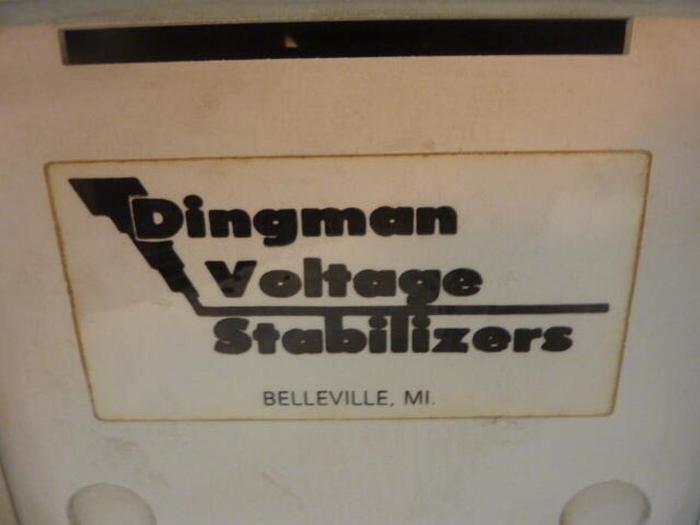 Dingman
Voltage
Stabilizers
BELLEVILLE, MI.